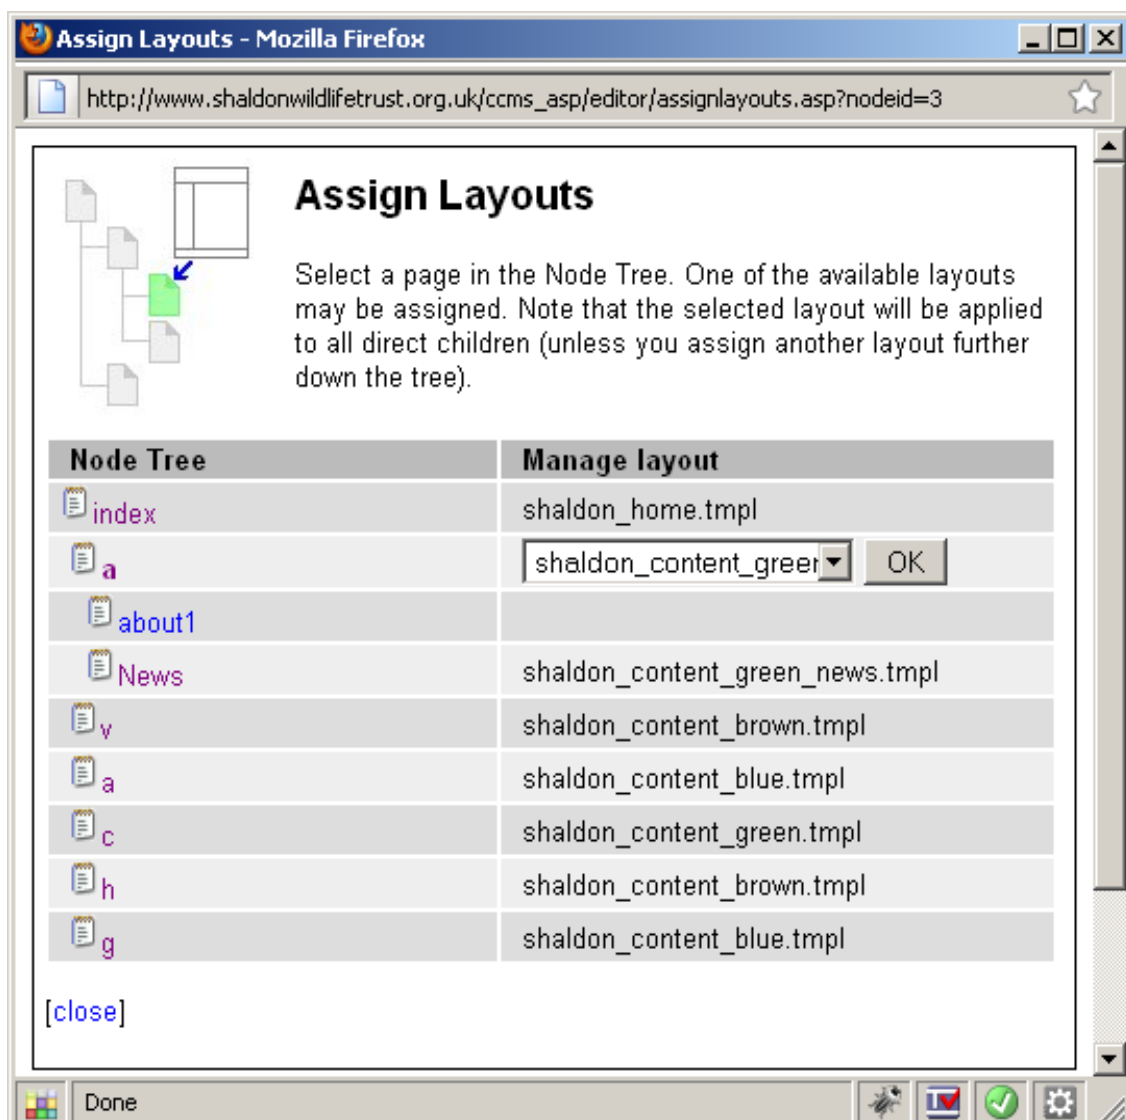 Assign Layouts - Mozilla Firefox
http://www.shaldonwildlifetrust.org.uk/ccms_asp/editor/assignlayouts.asp?nodeid=3
Assign Layouts
Select a page in the Node Tree. One of the available layouts
may be assigned. Note that the selected layout will be applied
to all direct children (unless you assign another layout further
down the tree).
Node Tree Manage layout
index shaldon_home.tmpl
a shaldon_content_green OK
about1
News shaldon_content_green_news.tmpl
v shaldon_content_brown.tmpl
a shaldon_content_blue.tmpl
c shaldon_content_green.tmpl
h shaldon_content_brown.tmpl
g shaldon_content_blue.tmpl
[close]
Done